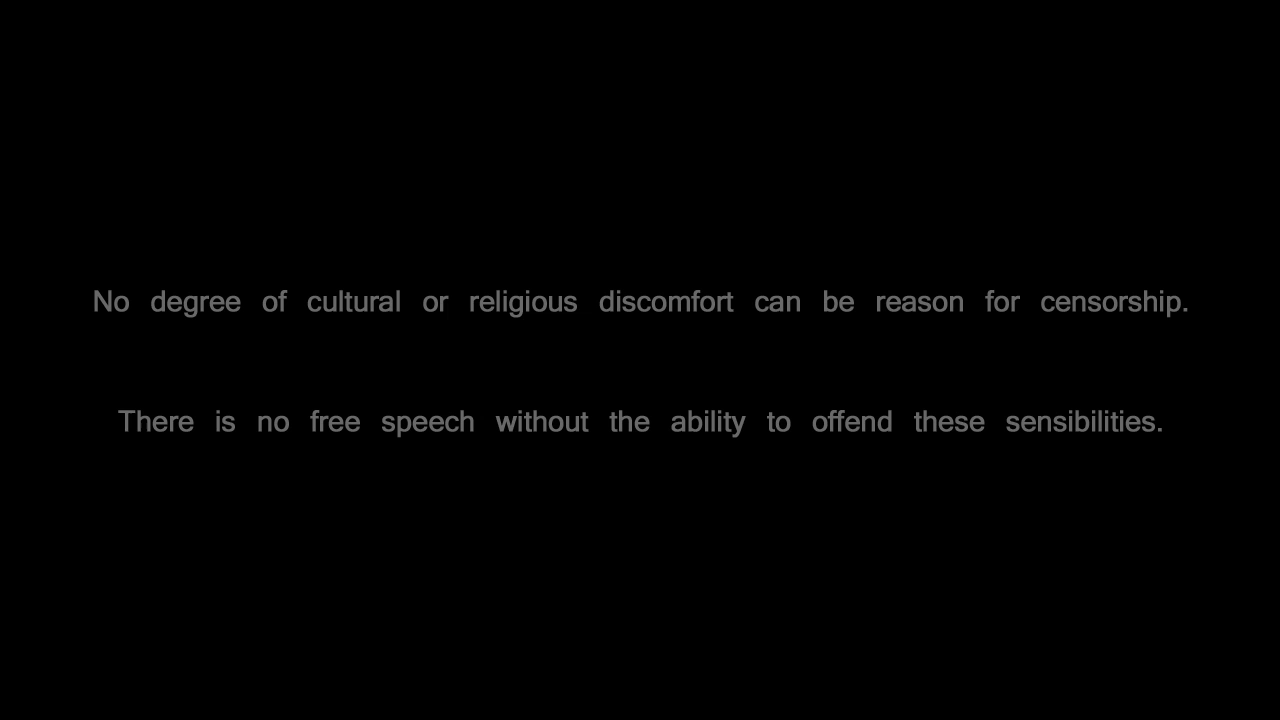 No degree of cultural or religious discomfort can be reason for censorship.
There is no free speech without the ability to offend these sensibilities.